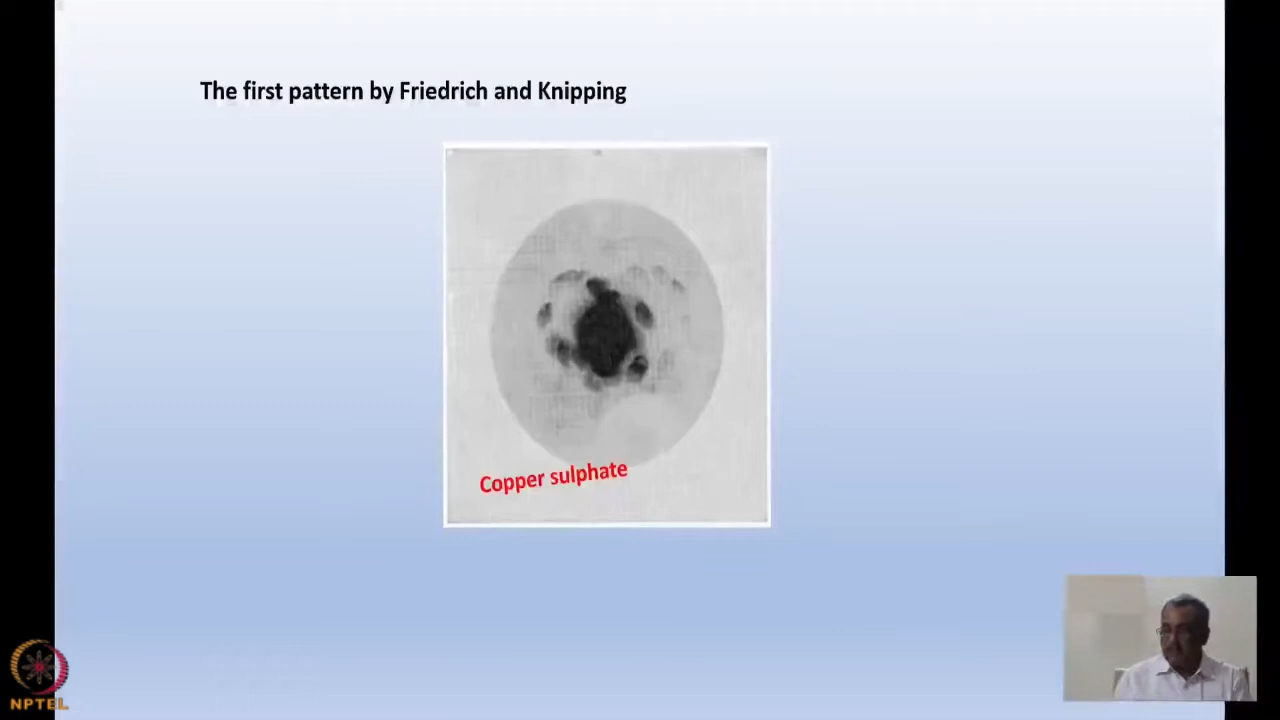 The first pattern by Friedrich and Knipping
Copper sulphate
NPTEL